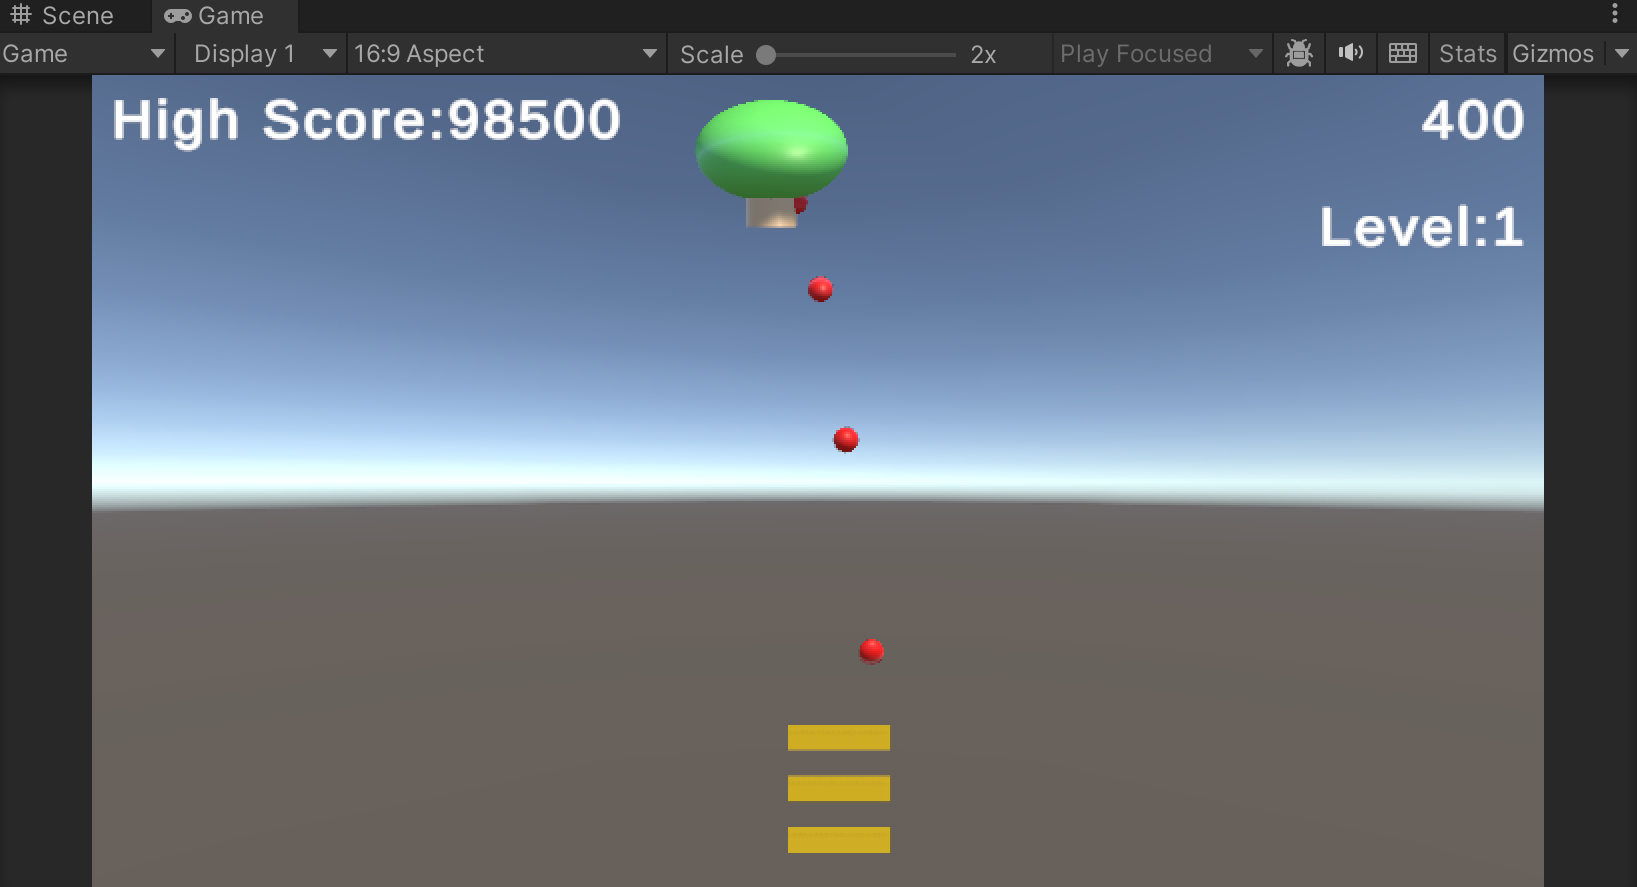 Scene
Game
Game
Display 1
16:9 Aspect
Scale
2x
Play Focused
Stats
Gizmos
High Score:98500
400
Level:1